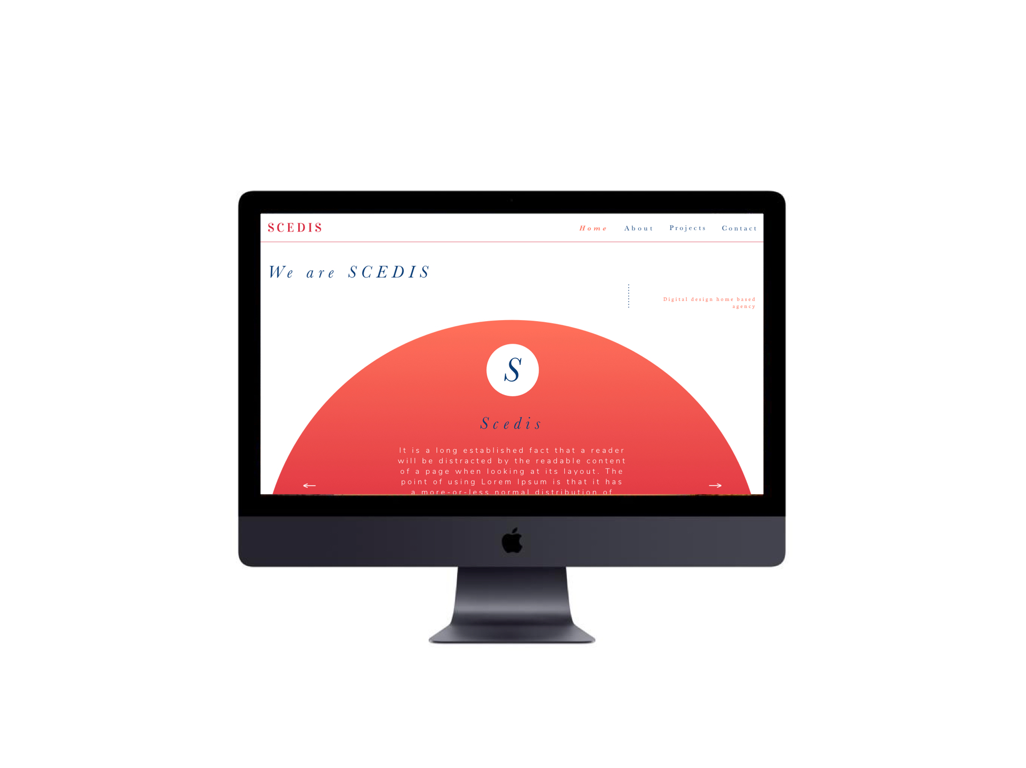 SCEDIS
Home About Projects Contact
We are SCEDIS
Digital design home based
agency
S
Scedis
It is a long established fact that a reader
will be distracted by the readable content
of a page when looking at its layout. The
point of using Lorem Ipsum is that it has
a more-or-less normal distribution of